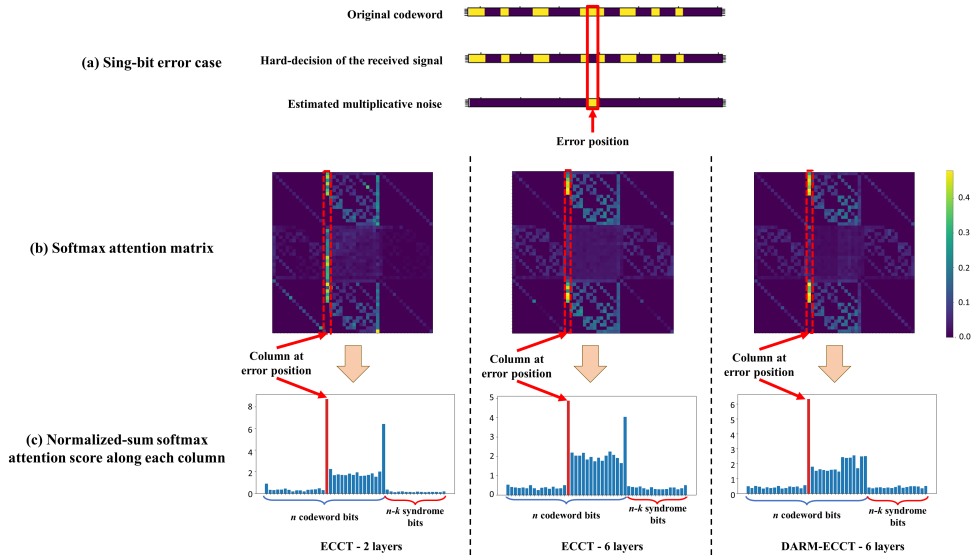 Original codeword
(a) Sing-bit error case
Hard-decision of the received signal
Estimated multiplicative noise
Error position
(b) Softmax attention matrix
0.4
0.3
0.2
0.1
0.0
Column at
error position
Column at
error position
Column at
error position
(c) Normalized-sum softmax
attention score along each column
8
6
4
2
0
5
4
3
2
1
0
6
5
4
3
2
1
0
n codeword bits
n-k syndrome
bits
n codeword bits
n-k syndrome
bits
n codeword bits
n-k syndrome
bits
ECCT - 2 layers
ECCT - 6 layers
DARM-ECCT - 6 layers